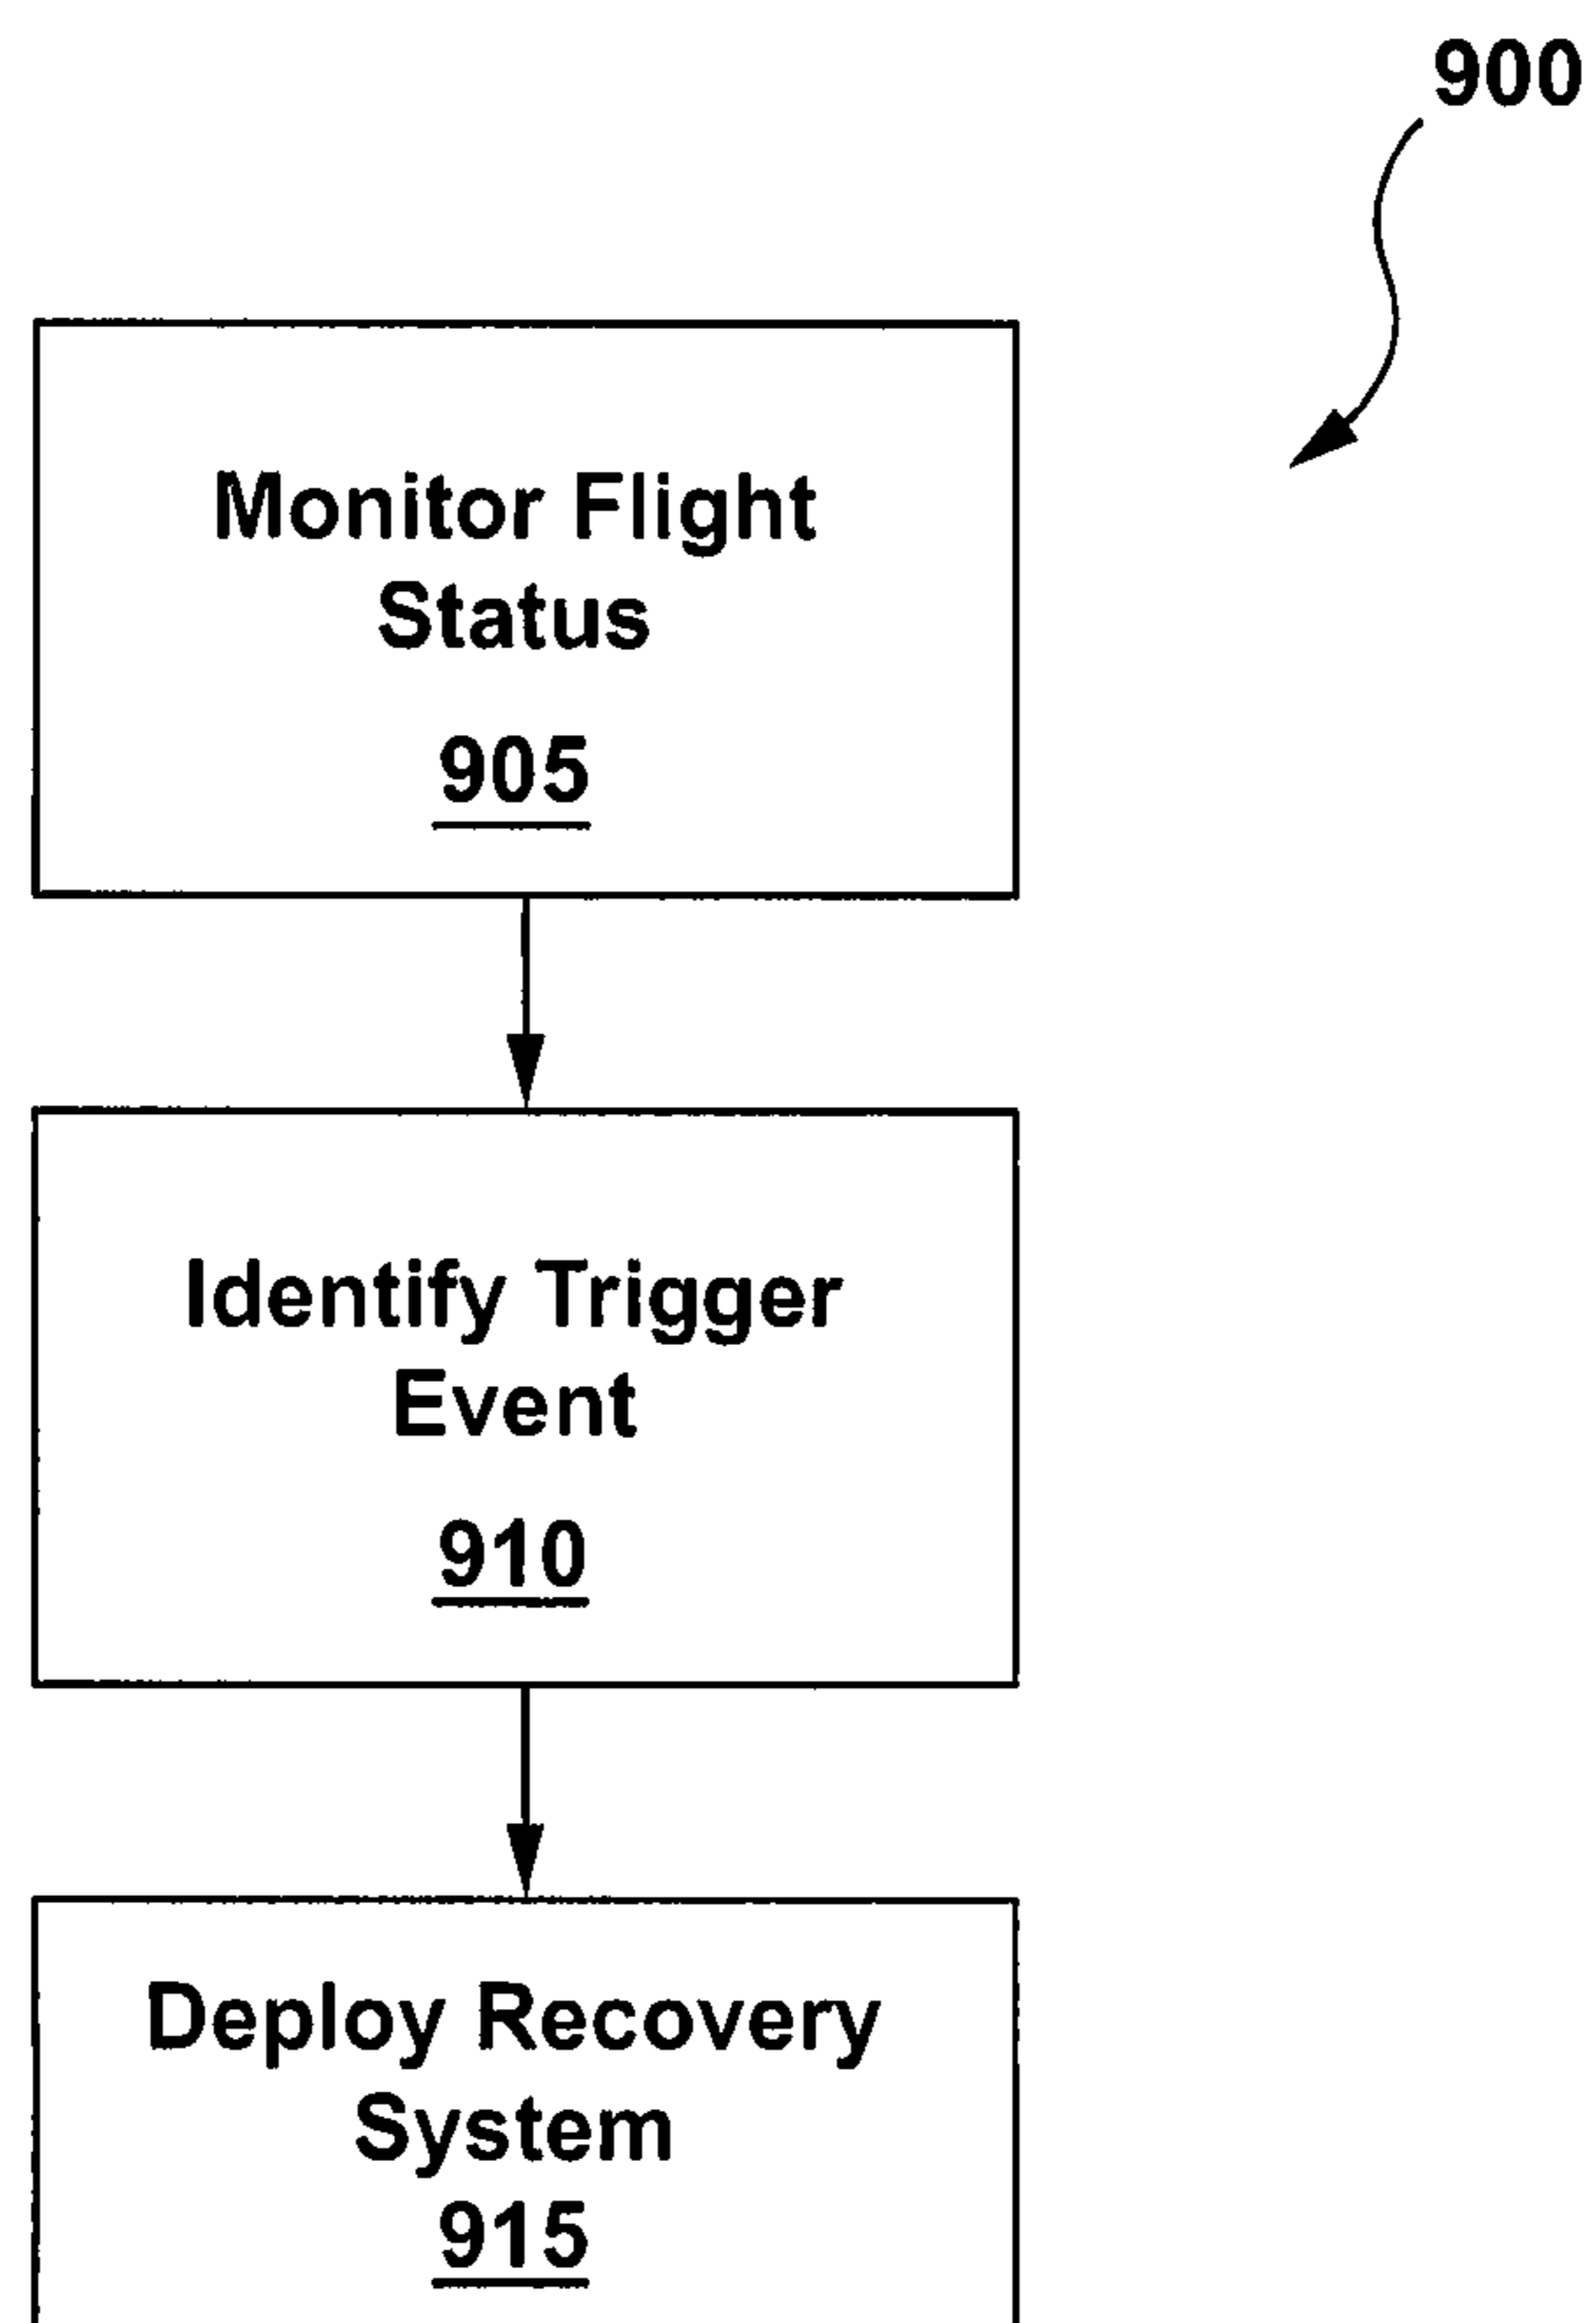 900
Monitor Flight
Status
905
Identify Trigger
Event
910
Deploy Recovery
System
915